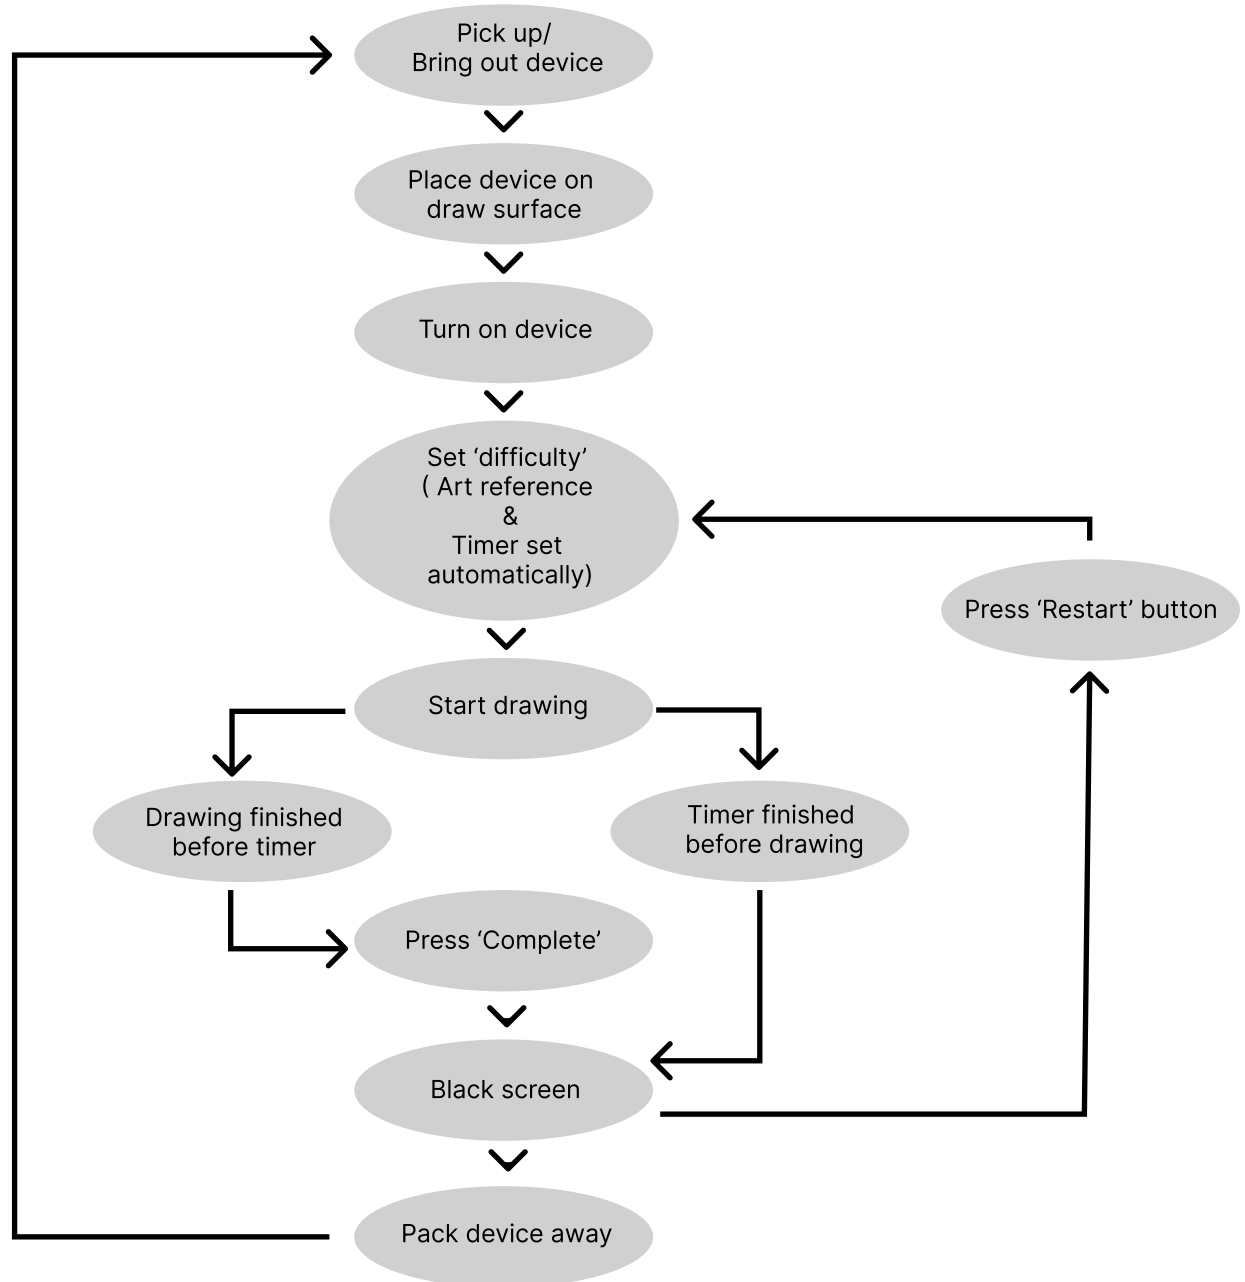 Pick up/
Bring out device
Place device on
draw surface
Turn on device
Set ‘difficulty’
( Art reference
&
Timer set
automatically)
Press ‘Restart’ button
Start drawing
Drawing finished
before timer
Timer finished
before drawing
Press ‘Complete’
Black screen
Pack device away